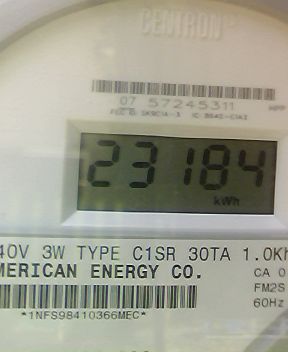 CENTRON
07 57245311
23184
kWh
40V 3W TYPE C1SR 30TA 1.0Kh
MERICAN ENERGY CO.
CA 0
FM2S
60Hz
*1NFS98410366MEC*